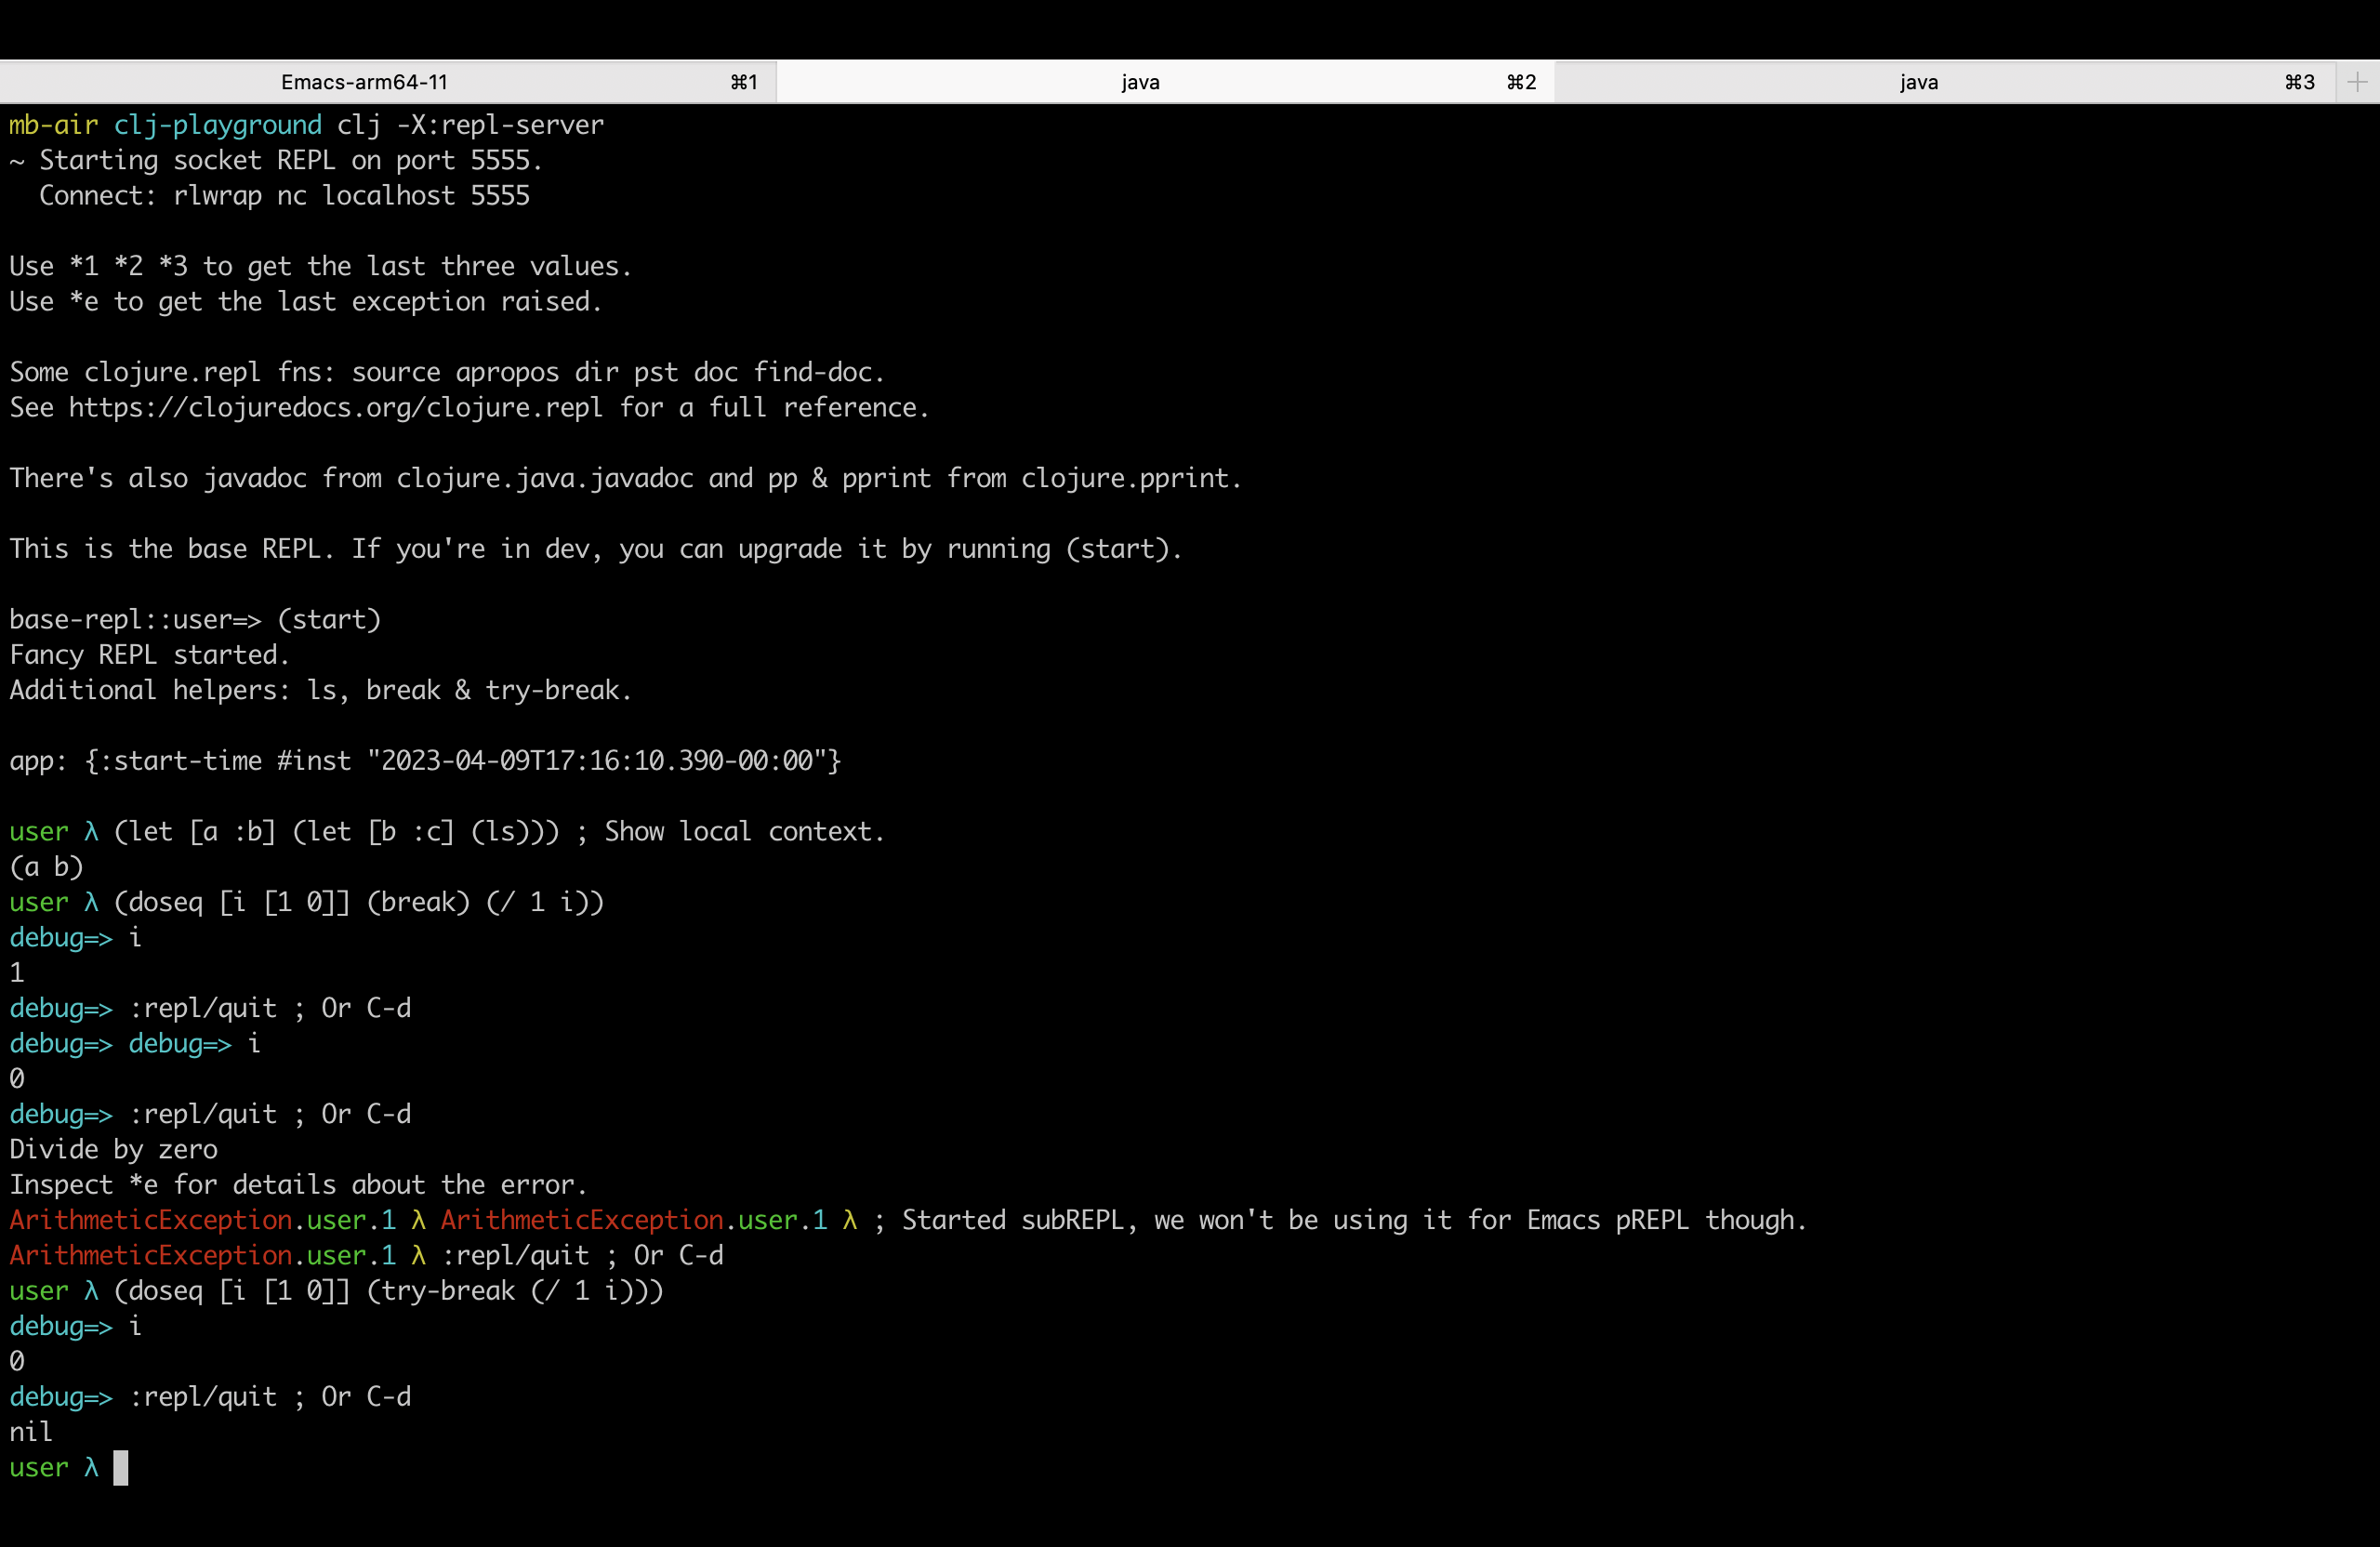 Emacs-arm64-11 ⌘1 java ⌘2 java ⌘3 +
mb-air clj-playground clj -X:repl-server
~ Starting socket REPL on port 5555.
  Connect: rlwrap nc localhost 5555

Use *1 *2 *3 to get the last three values.
Use *e to get the last exception raised.

Some clojure.repl fns: source apropos dir pst doc find-doc.
See https://clojuredocs.org/clojure.repl for a full reference.

There's also javadoc from clojure.java.javadoc and pp & pprint from clojure.pprint.

This is the base REPL. If you're in dev, you can upgrade it by running (start).

base-repl::user=> (start)
Fancy REPL started.
Additional helpers: ls, break & try-break.

app: {:start-time #inst "2023-04-09T17:16:10.390-00:00"}

user λ (let [a :b] (let [b :c] (ls))) ; Show local context.
(a b)
user λ (doseq [i [1 0]] (break) (/ 1 i))
debug=> i
1
debug=> :repl/quit ; Or C-d
debug=> debug=> i
0
debug=> :repl/quit ; Or C-d
Divide by zero
Inspect *e for details about the error.
ArithmeticException.user.1 λ ArithmeticException.user.1 λ ; Started subREPL, we won't be using it for Emacs pREPL though.
ArithmeticException.user.1 λ :repl/quit ; Or C-d
user λ (doseq [i [1 0]] (try-break (/ 1 i)))
debug=> i
0
debug=> :repl/quit ; Or C-d
nil
user λ